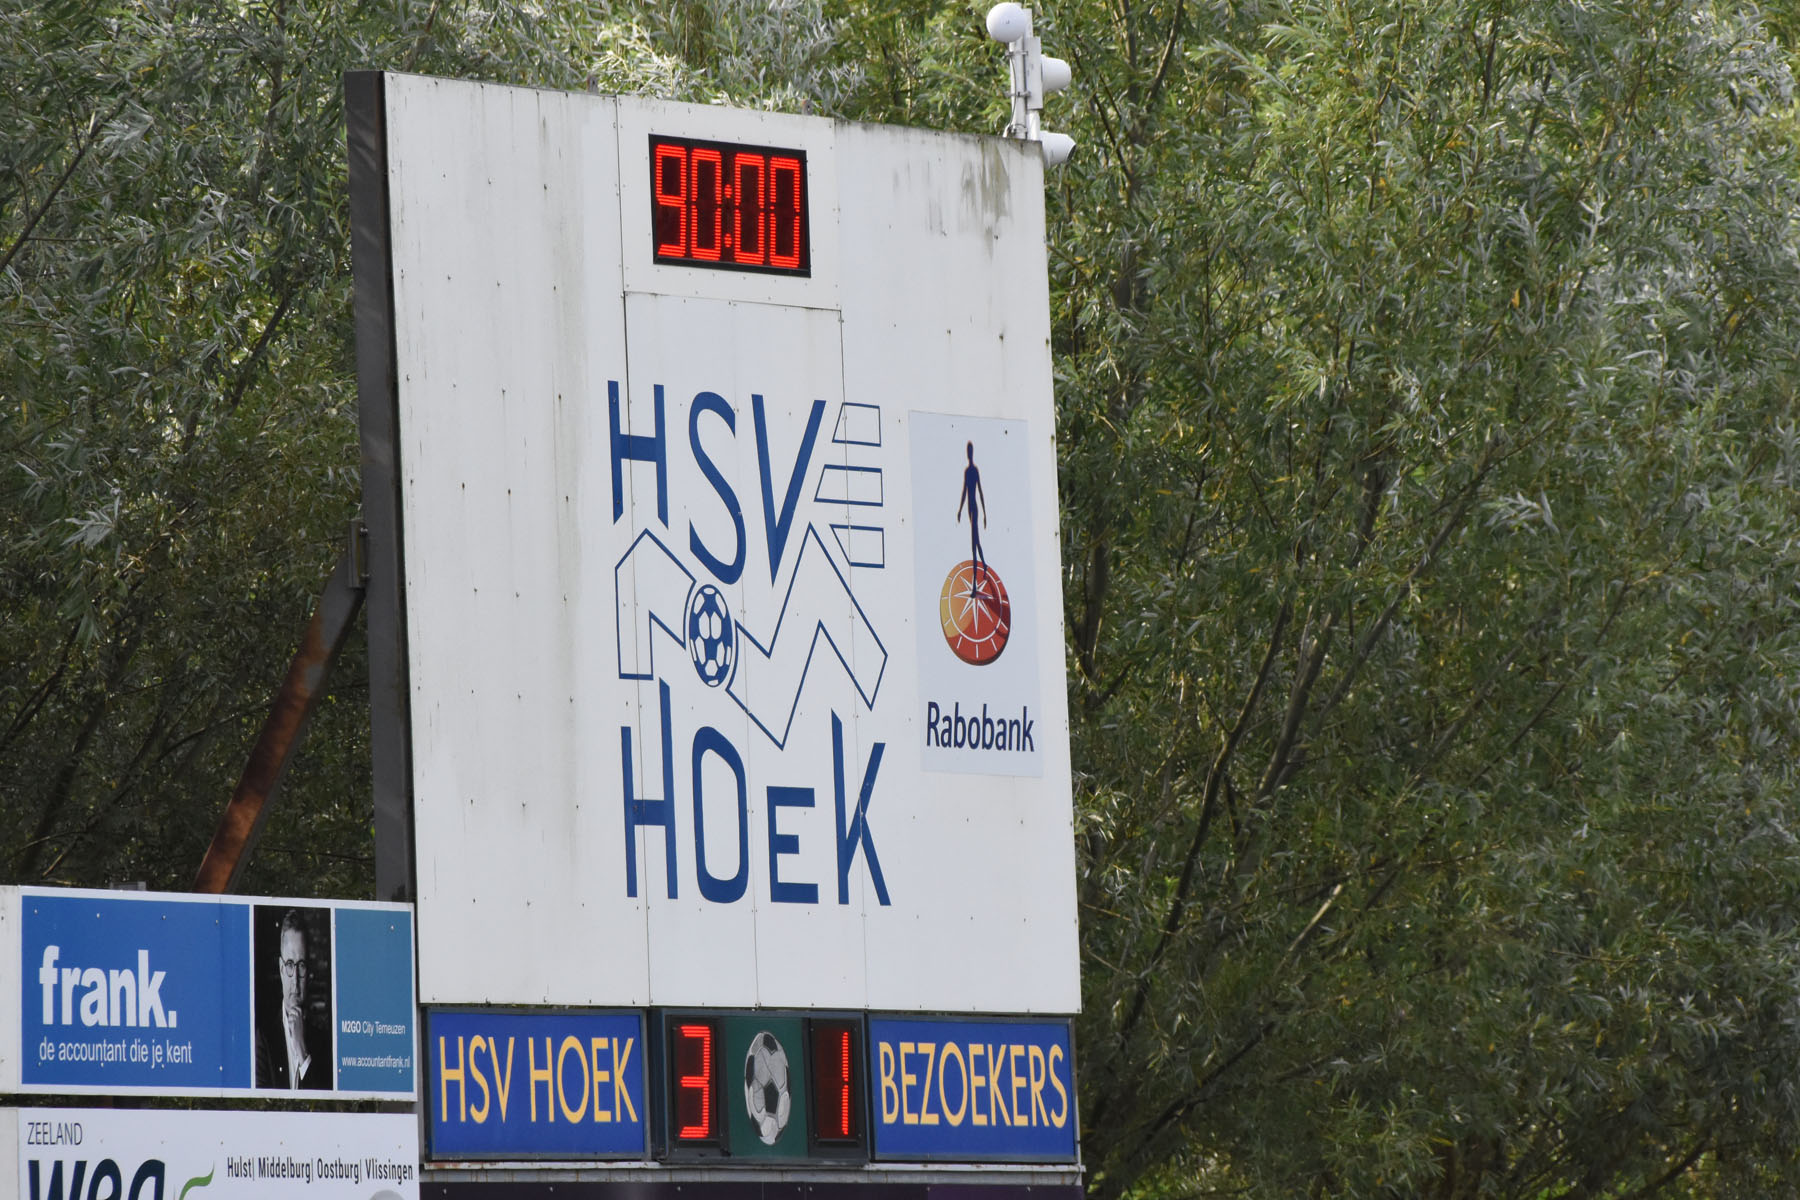 90:00
HSV
HOEK
Rabobank
frank.
de accountant die je kent
M2GO City Terneuzen
www.accountantfrank.nl
HSV HOEK 3 1 BEZOEKERS
ZEELAND
weg
Hulst| Middelburg| Oostburg| Vlissingen